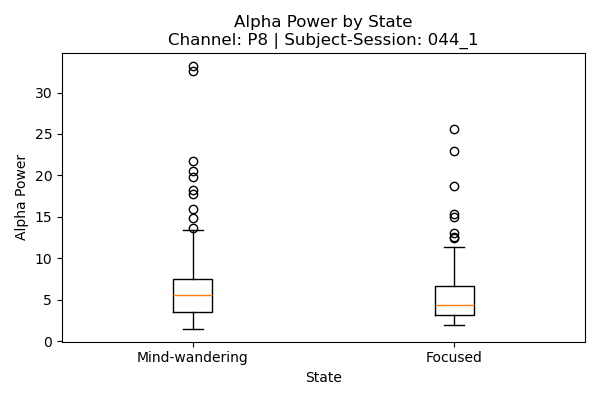 Alpha Power by State
Channel: P8 | Subject-Session: 044_1
Alpha Power
30
25
20
15
10
5
0
Mind-wandering
Focused
State